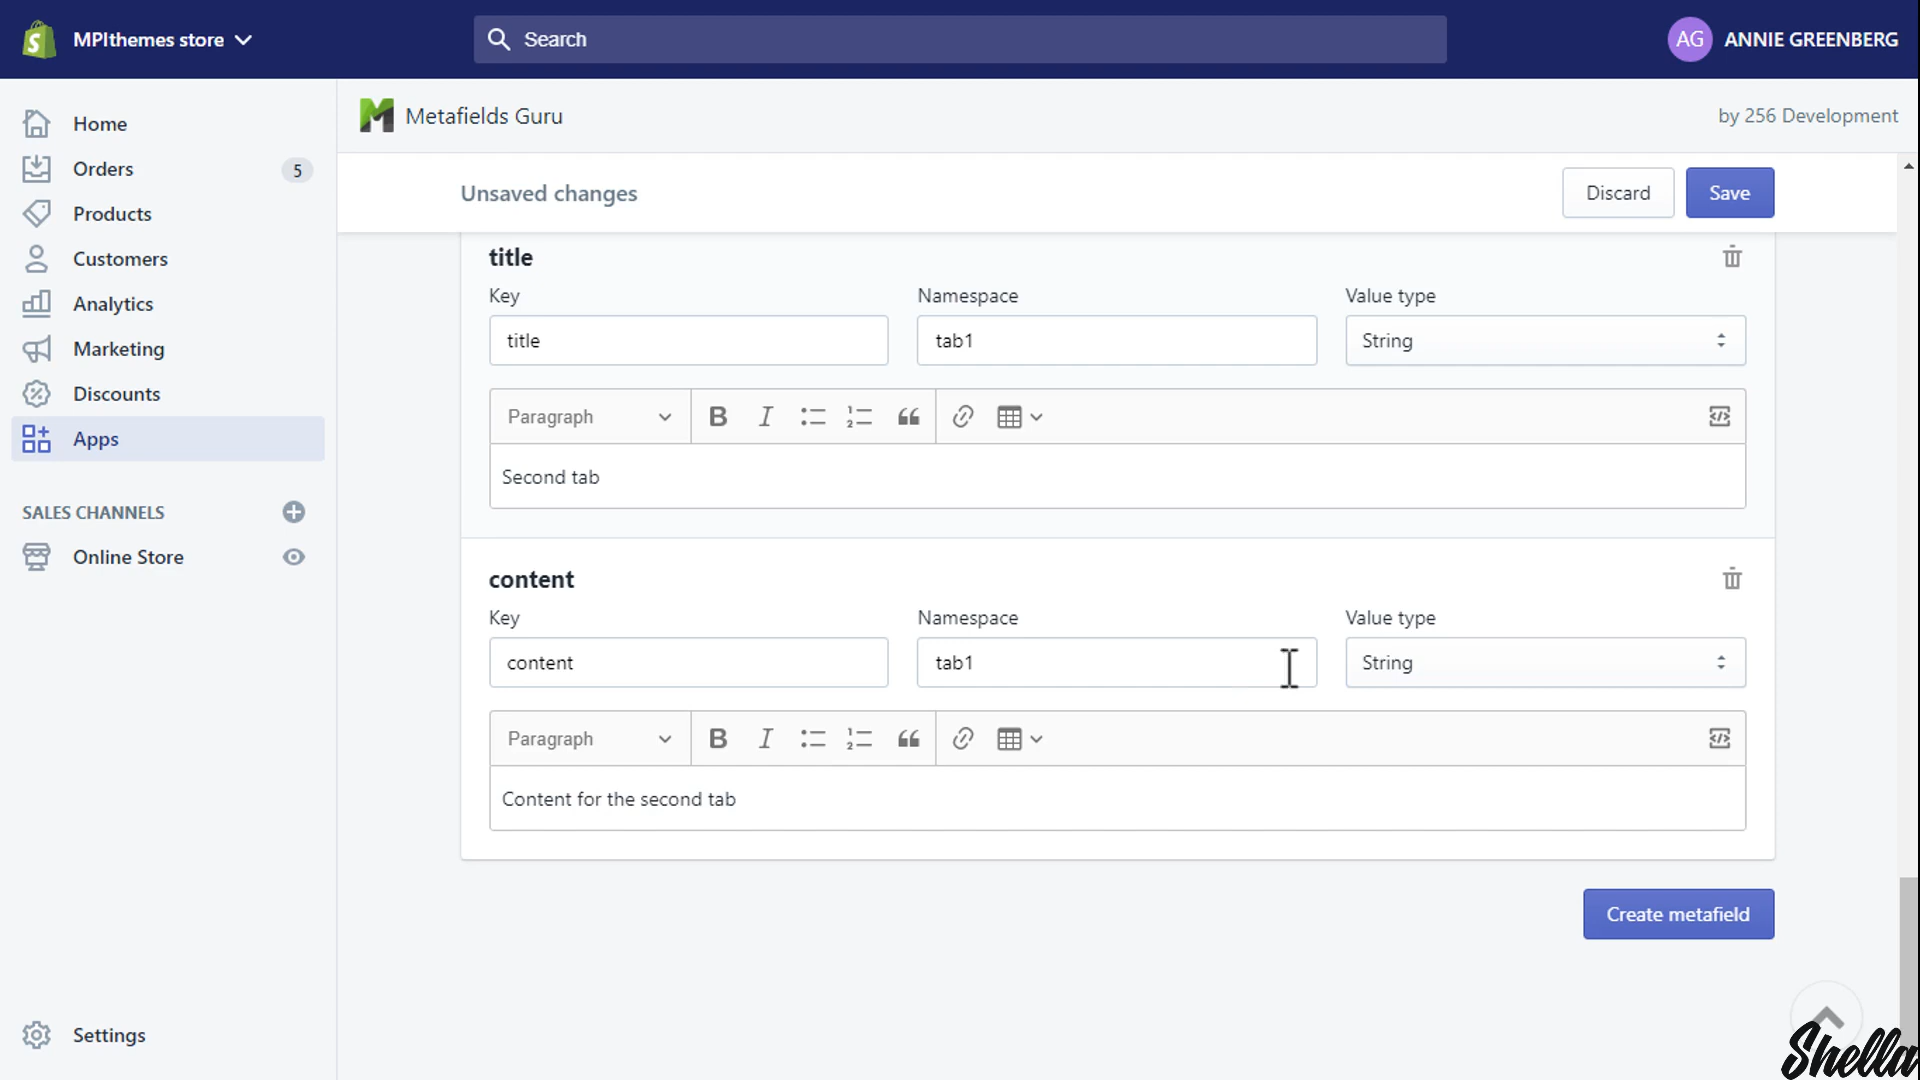 MPIthemes store
Search
AG ANNIE GREENBERG
Metafields Guru
by 256 Development
Home
Orders 5
Products
Customers
Analytics
Marketing
Discounts
Apps
SALES CHANNELS
Online Store
Settings
Unsaved changes
Discard
Save
title
Key Namespace Value type
title tab1 String
Paragraph B I
Second tab
content
Key Namespace Value type
content tab1 String
Paragraph B I
Content for the second tab
Create metafield
Shella